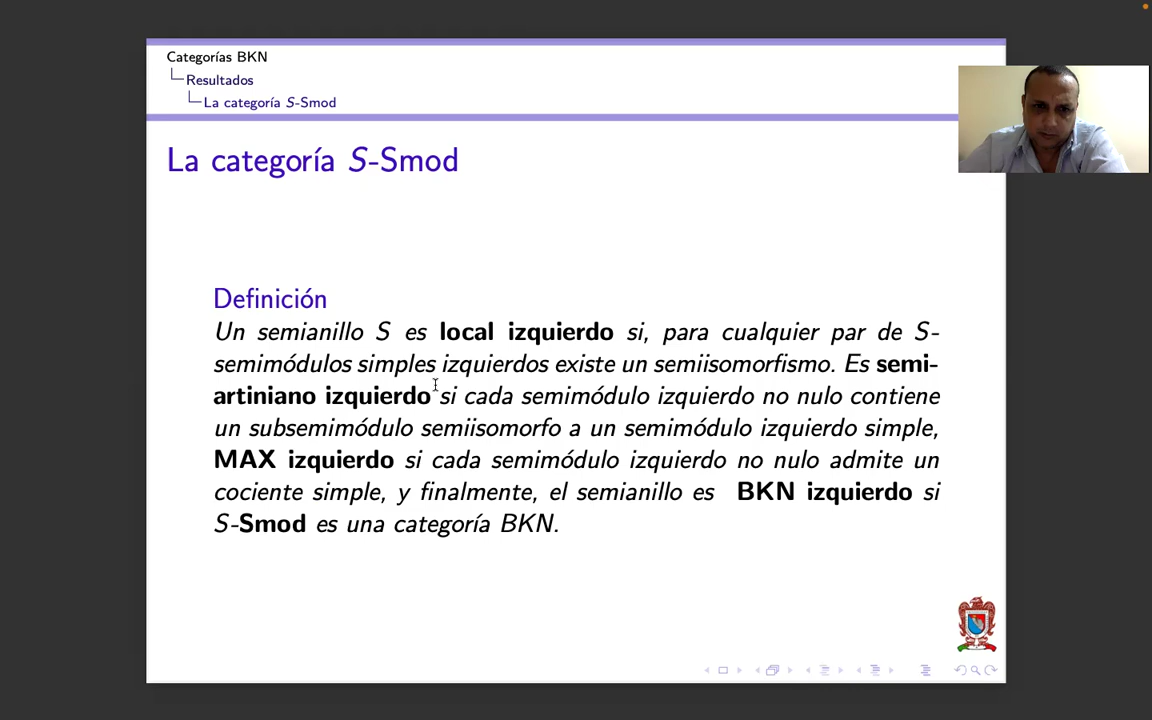 Categorías BKN
Resultados
La categoría S-Smod
La categoría S-Smod
Definición
Un semianillo S es local izquierdo si, para cualquier par de S-
semimódulos simples izquierdos existe un semiisomorfismo. Es semi-
artiniano izquierdo si cada semimódulo izquierdo no nulo contiene
un subsemimódulo semiisomorfo a un semimódulo izquierdo simple,
MAX izquierdo si cada semimódulo izquierdo no nulo admite un
cociente simple, y finalmente, el semianillo es BKN izquierdo si
S-Smod es una categoría BKN.